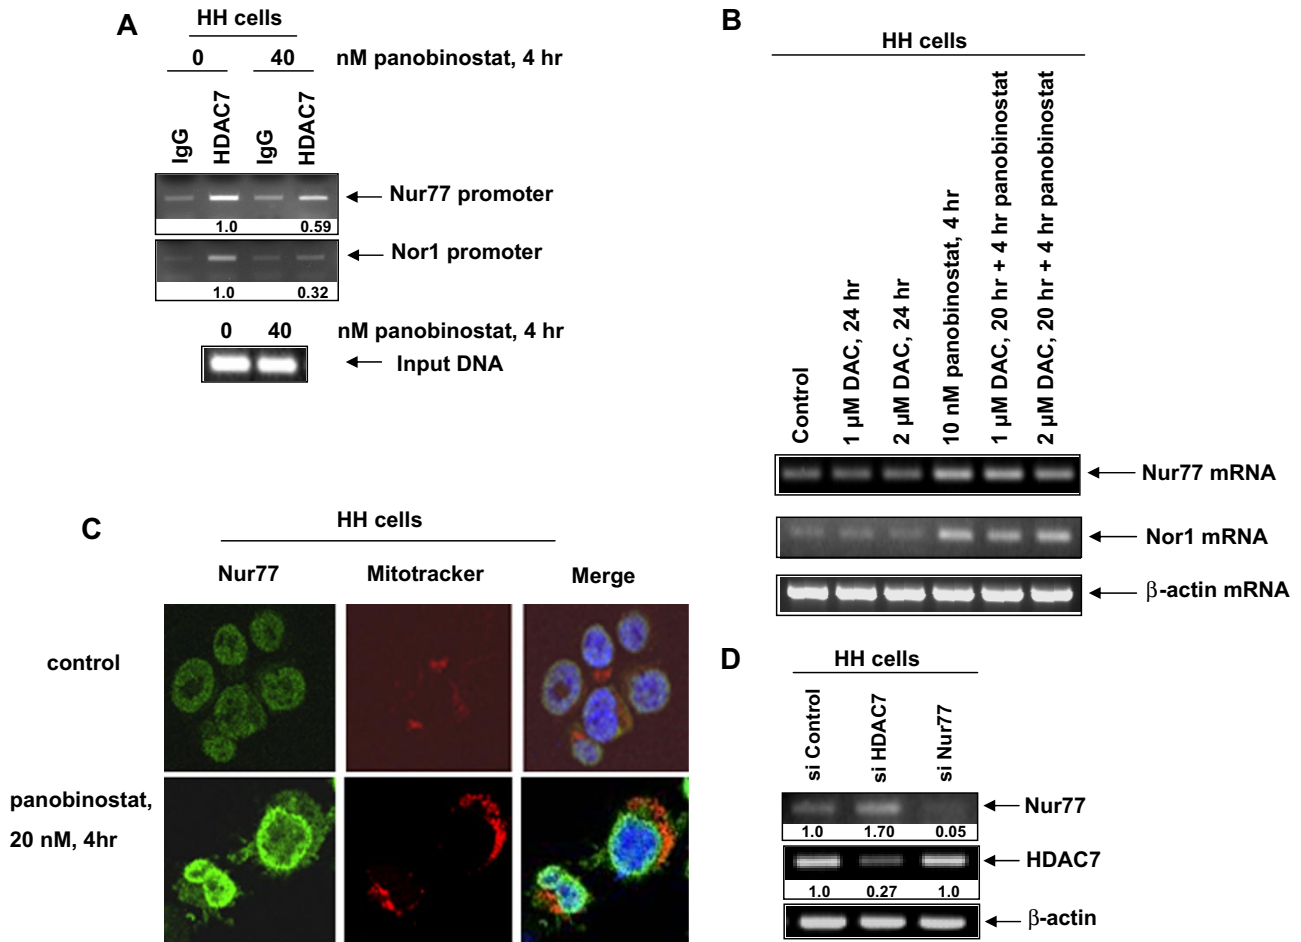 A
HH cells
0 40 nM panobinostat, 4 hr
IgG
HDAC7
IgG
HDAC7
Nur77 promoter
1.0 0.59
Nor1 promoter
1.0 0.32
0 40 nM panobinostat, 4 hr
Input DNA
B
HH cells
Control
1 µM DAC, 24 hr
2 µM DAC, 24 hr
10 nM panobinostat, 4 hr
1 µM DAC, 20 hr + 4 hr panobinostat
2 µM DAC, 20 hr + 4 hr panobinostat
Nur77 mRNA
Nor1 mRNA
β-actin mRNA
C
HH cells
Nur77 Mitotracker Merge
control
panobinostat,
20 nM, 4hr
D
HH cells
si Control
si HDAC7
si Nur77
Nur77
1.0 1.70 0.05
HDAC7
1.0 0.27 1.0
β-actin